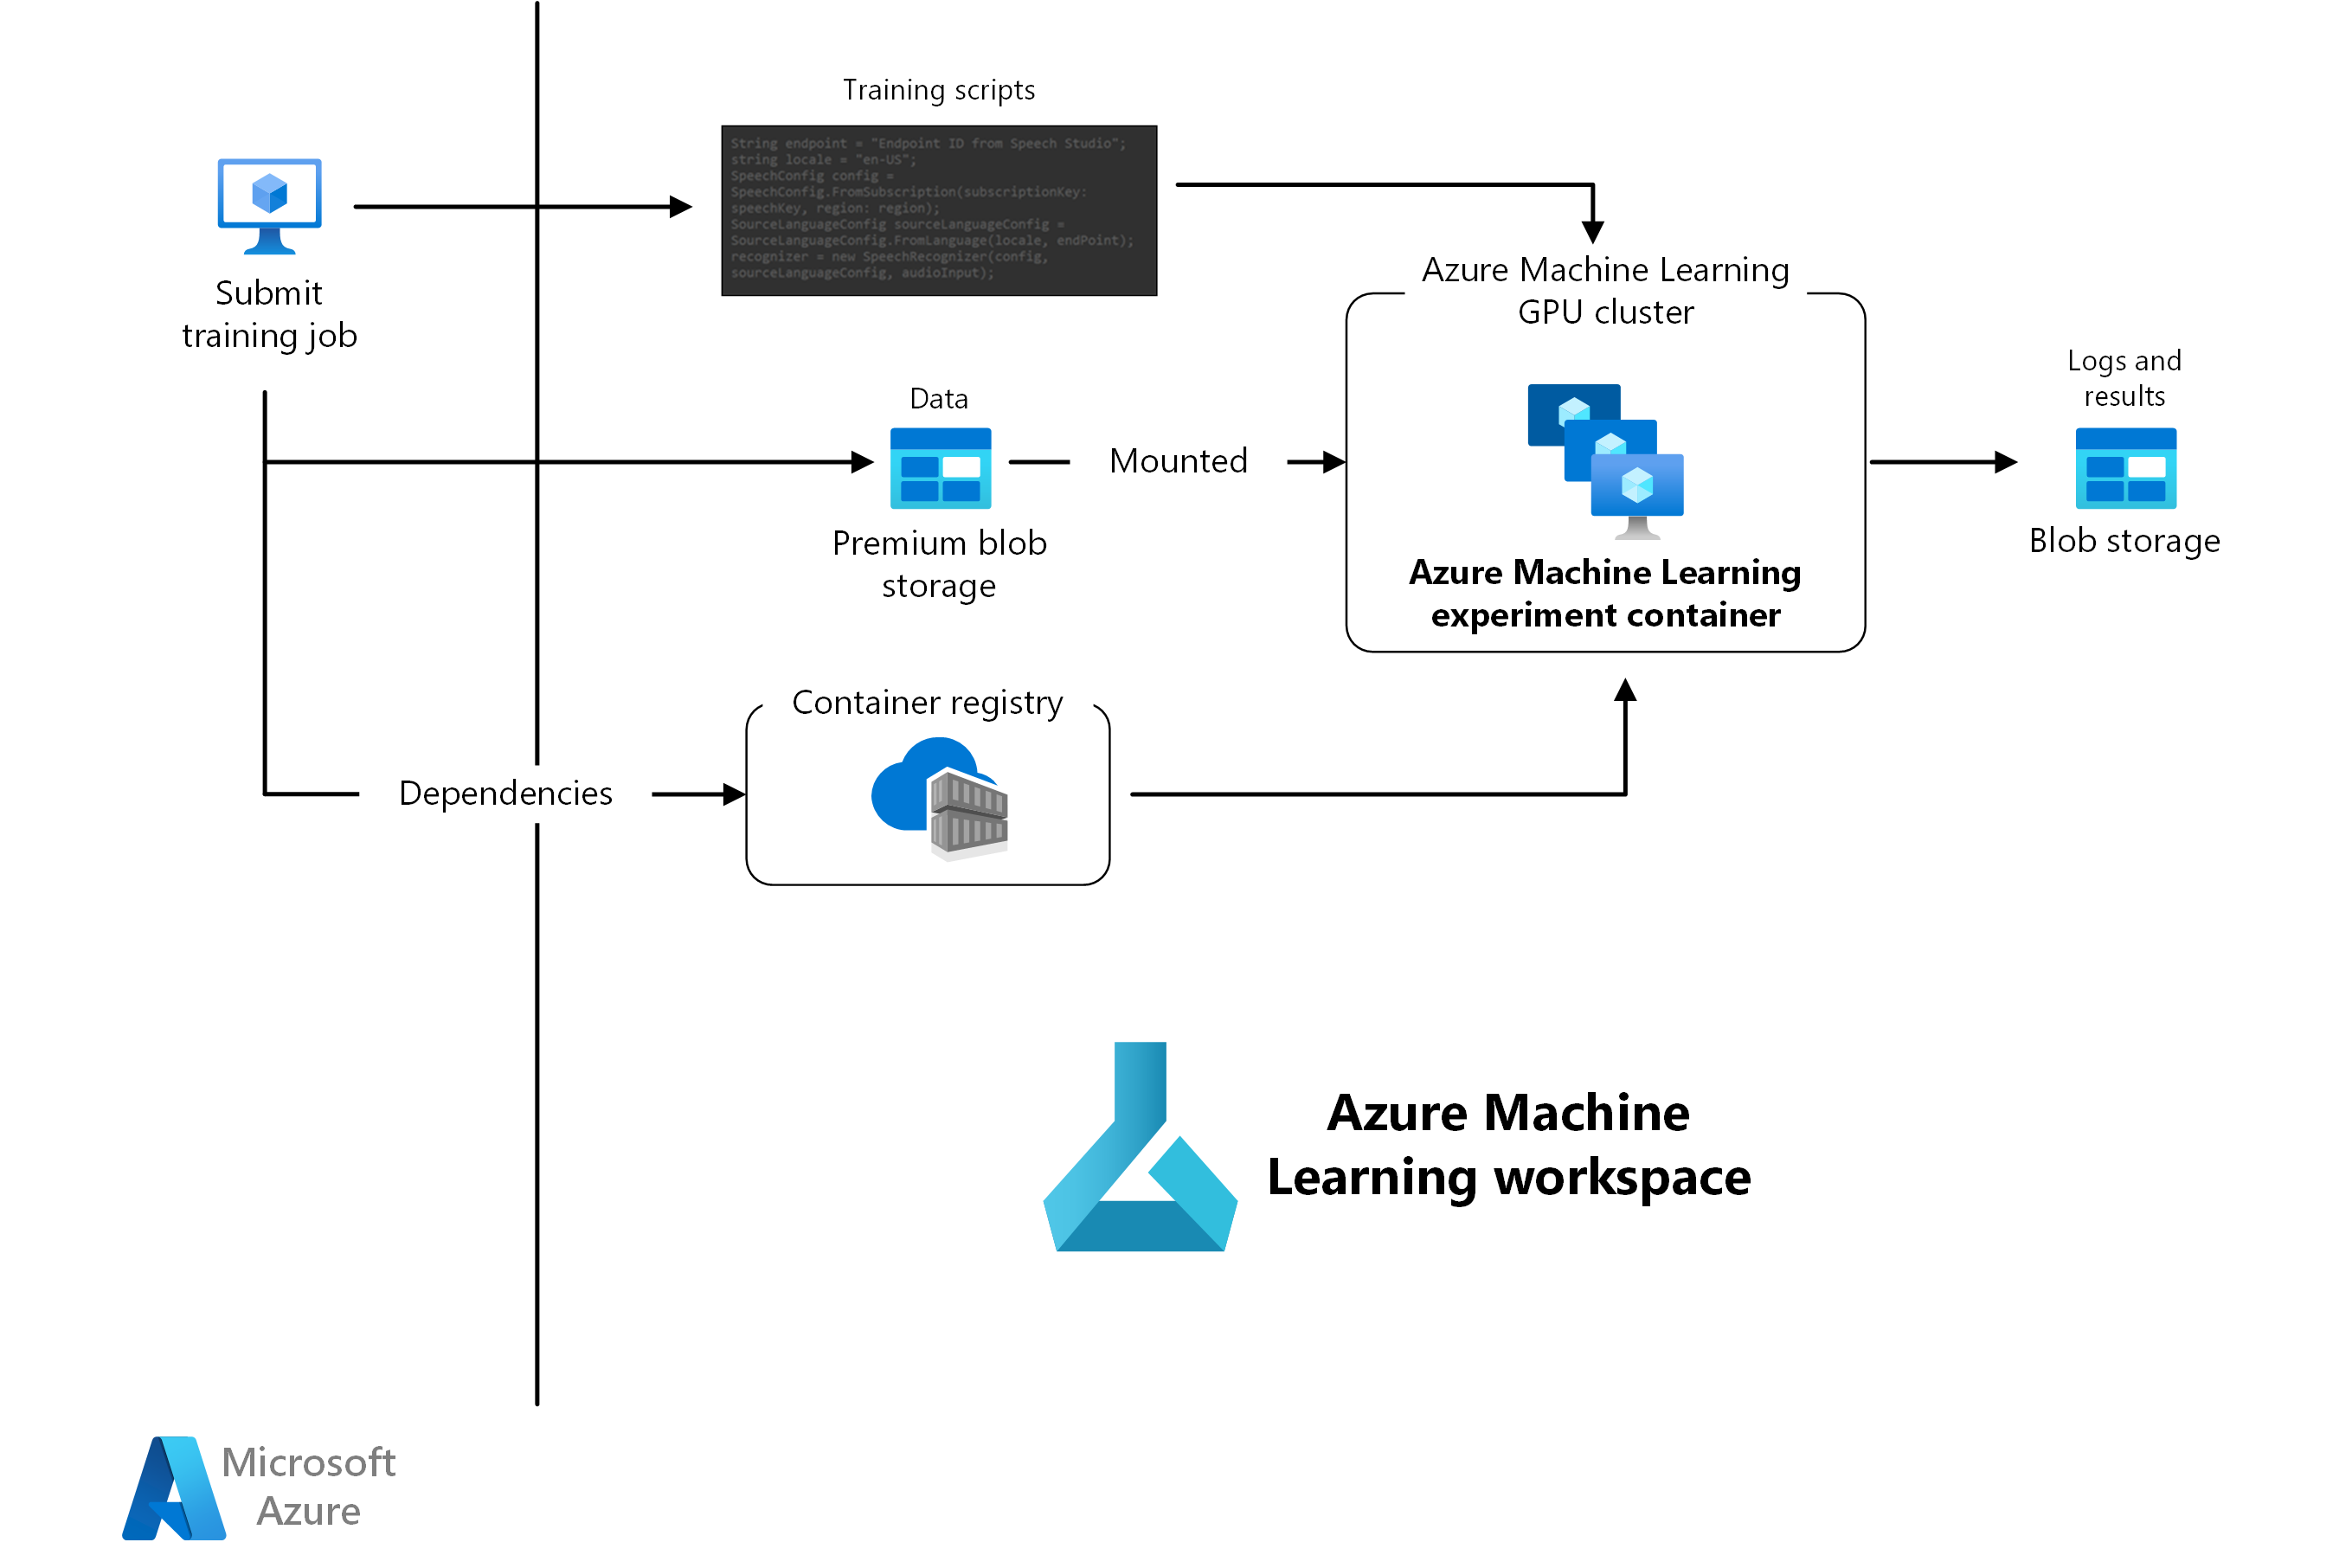 Training scripts
String endpoint = "Endpoint ID from Speech Studio";
string locale = "en-US";
SpeechConfig config =
SpeechConfig.FromSubscription(subscriptionKey:
speechKey, region: region);
SourceLanguageConfig sourceLanguageConfig =
SourceLanguageConfig.FromLanguage(locale, endPoint);
recognizer = new SpeechRecognizer(config,
sourceLanguageConfig, audioInput);
Submit
training job
Azure Machine Learning
GPU cluster
Logs and
results
Data
Mounted
Premium blob
storage
Blob storage
Azure Machine Learning
experiment container
Container registry
Dependencies
Azure Machine
Learning workspace
Microsoft
Azure